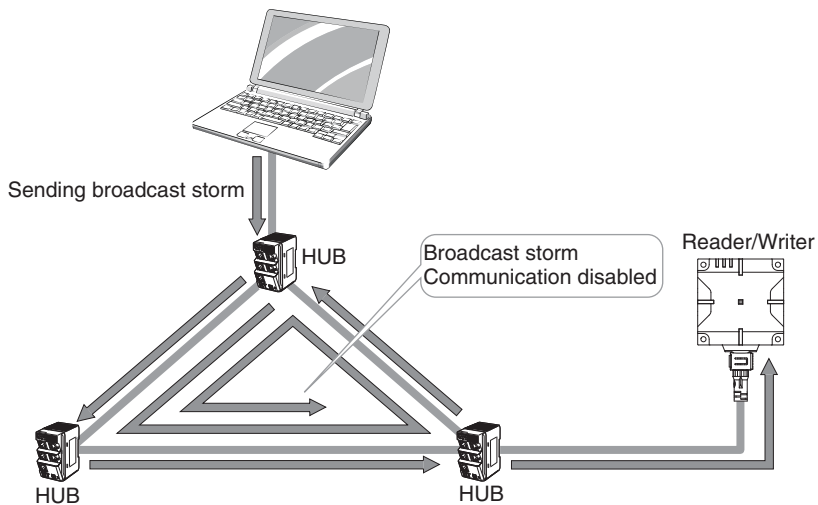 Sending broadcast storm
HUB
Broadcast storm
Communication disabled
Reader/Writer
HUB
HUB